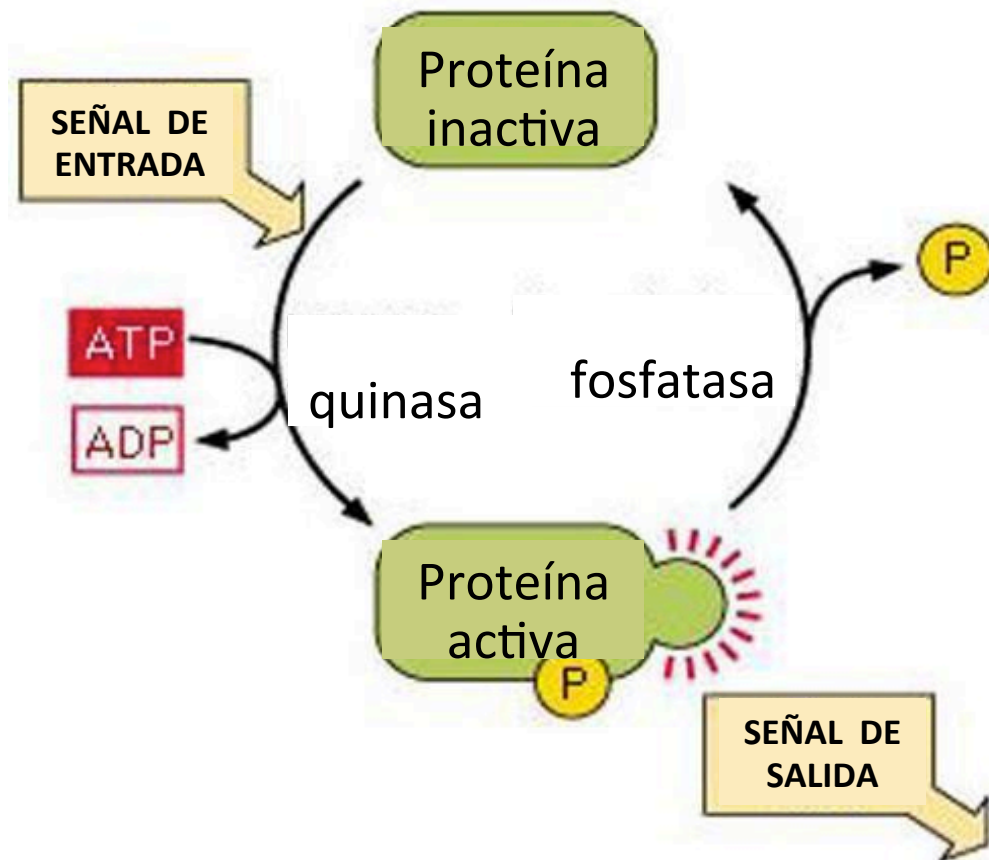 Proteína
inactiva
SEÑAL DE
ENTRADA
P
ATP
ADP
quinasa
fosfatasa
Proteína
activa
P
SEÑAL DE
SALIDA